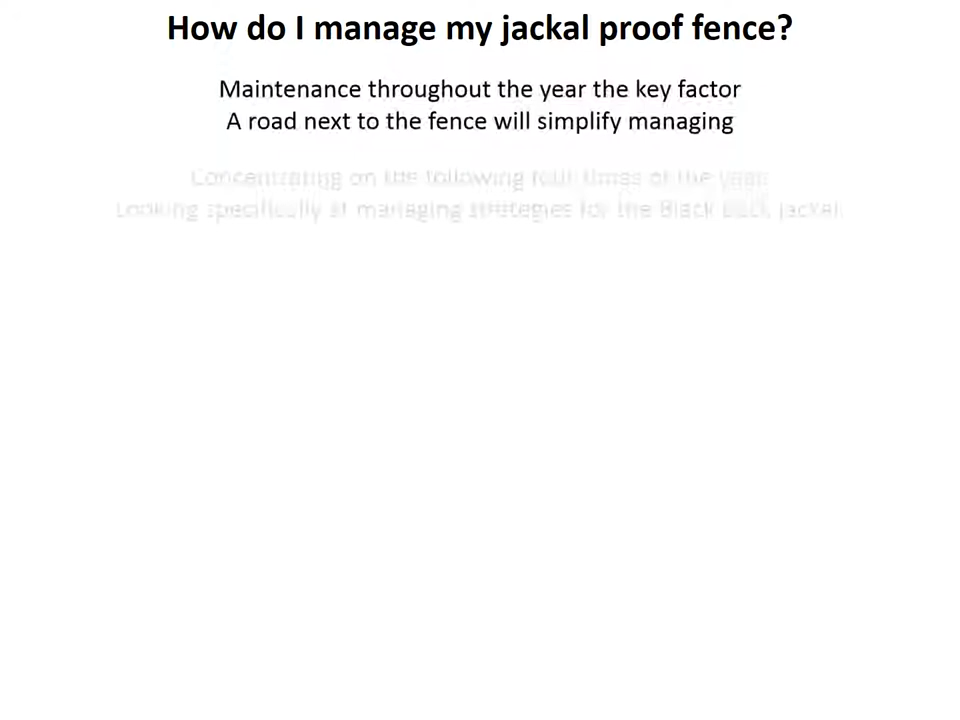 How do I manage my jackal proof fence?
Maintenance throughout the year the key factor
A road next to the fence will simplify managing
Concentrating on the following four times of the year
Looking specifically at managing strategies for the Black Back jackal